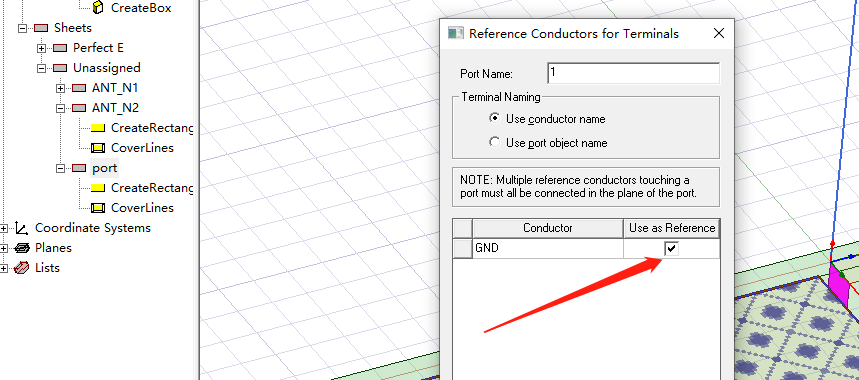 CreateBox
Sheets
Perfect E
Unassigned
ANT_N1
ANT_N2
CreateRectang
CoverLines
port
CreateRectang
CoverLines
Coordinate Systems
Planes
Lists
Reference Conductors for Terminals
Port Name:
1
Terminal Naming
Use conductor name
Use port object name
NOTE: Multiple reference conductors touching a
port must all be connected in the plane of the port.
Conductor Use as Reference
GND